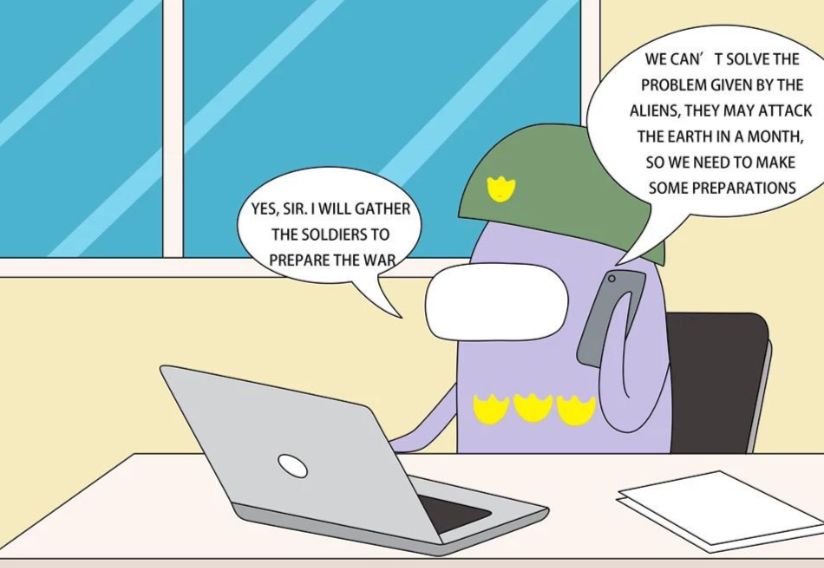 WE CAN' T SOLVE THE
PROBLEM GIVEN BY THE
ALIENS, THEY MAY ATTACK
THE EARTH IN A MONTH,
SO WE NEED TO MAKE
SOME PREPARATIONS
YES, SIR. I WILL GATHER
THE SOLDIERS TO
PREPARE THE WAR